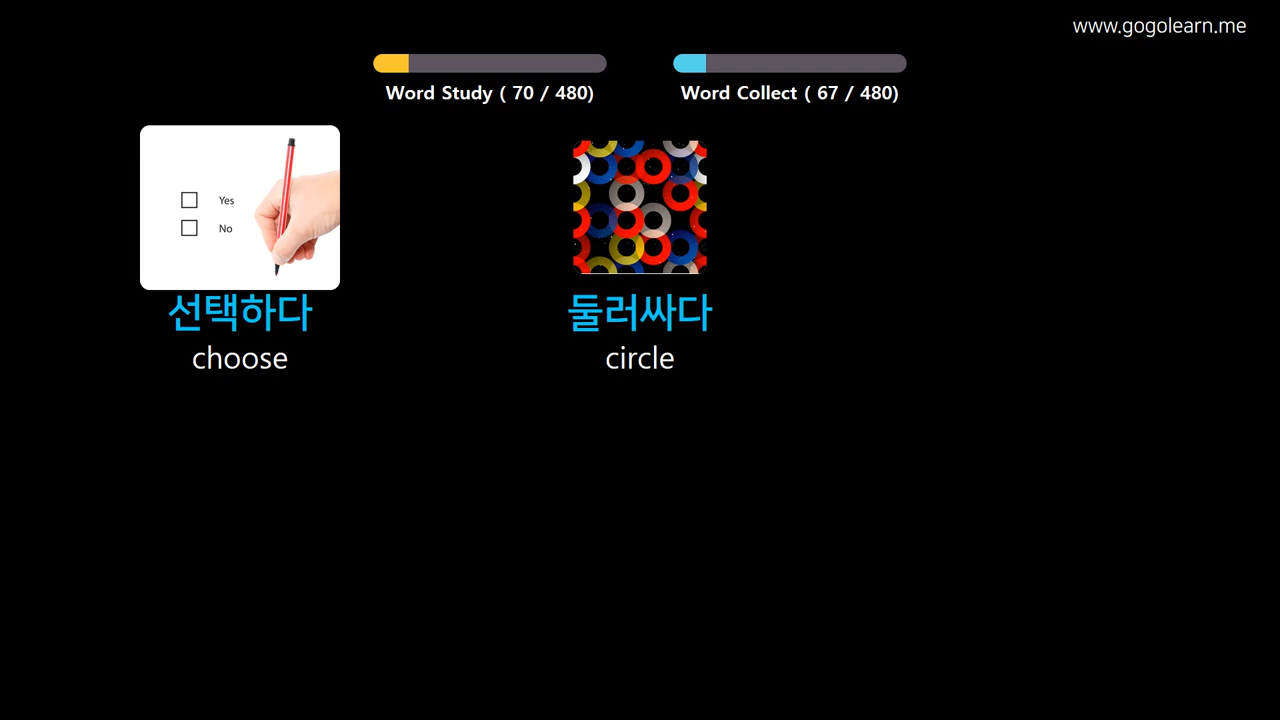 www.gogolearn.me
Word Study ( 70 / 480)
Word Collect ( 67 / 480)
Yes
No
선택하다
choose
둘러싸다
circle